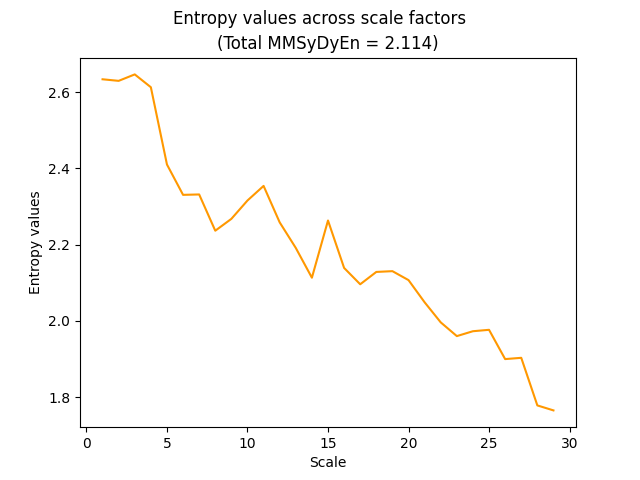 Entropy values across scale factors
(Total MMSyDyEn = 2.114)
2.6
2.4
2.2
2.0
1.8
Entropy values
0 5 10 15 20 25 30
Scale